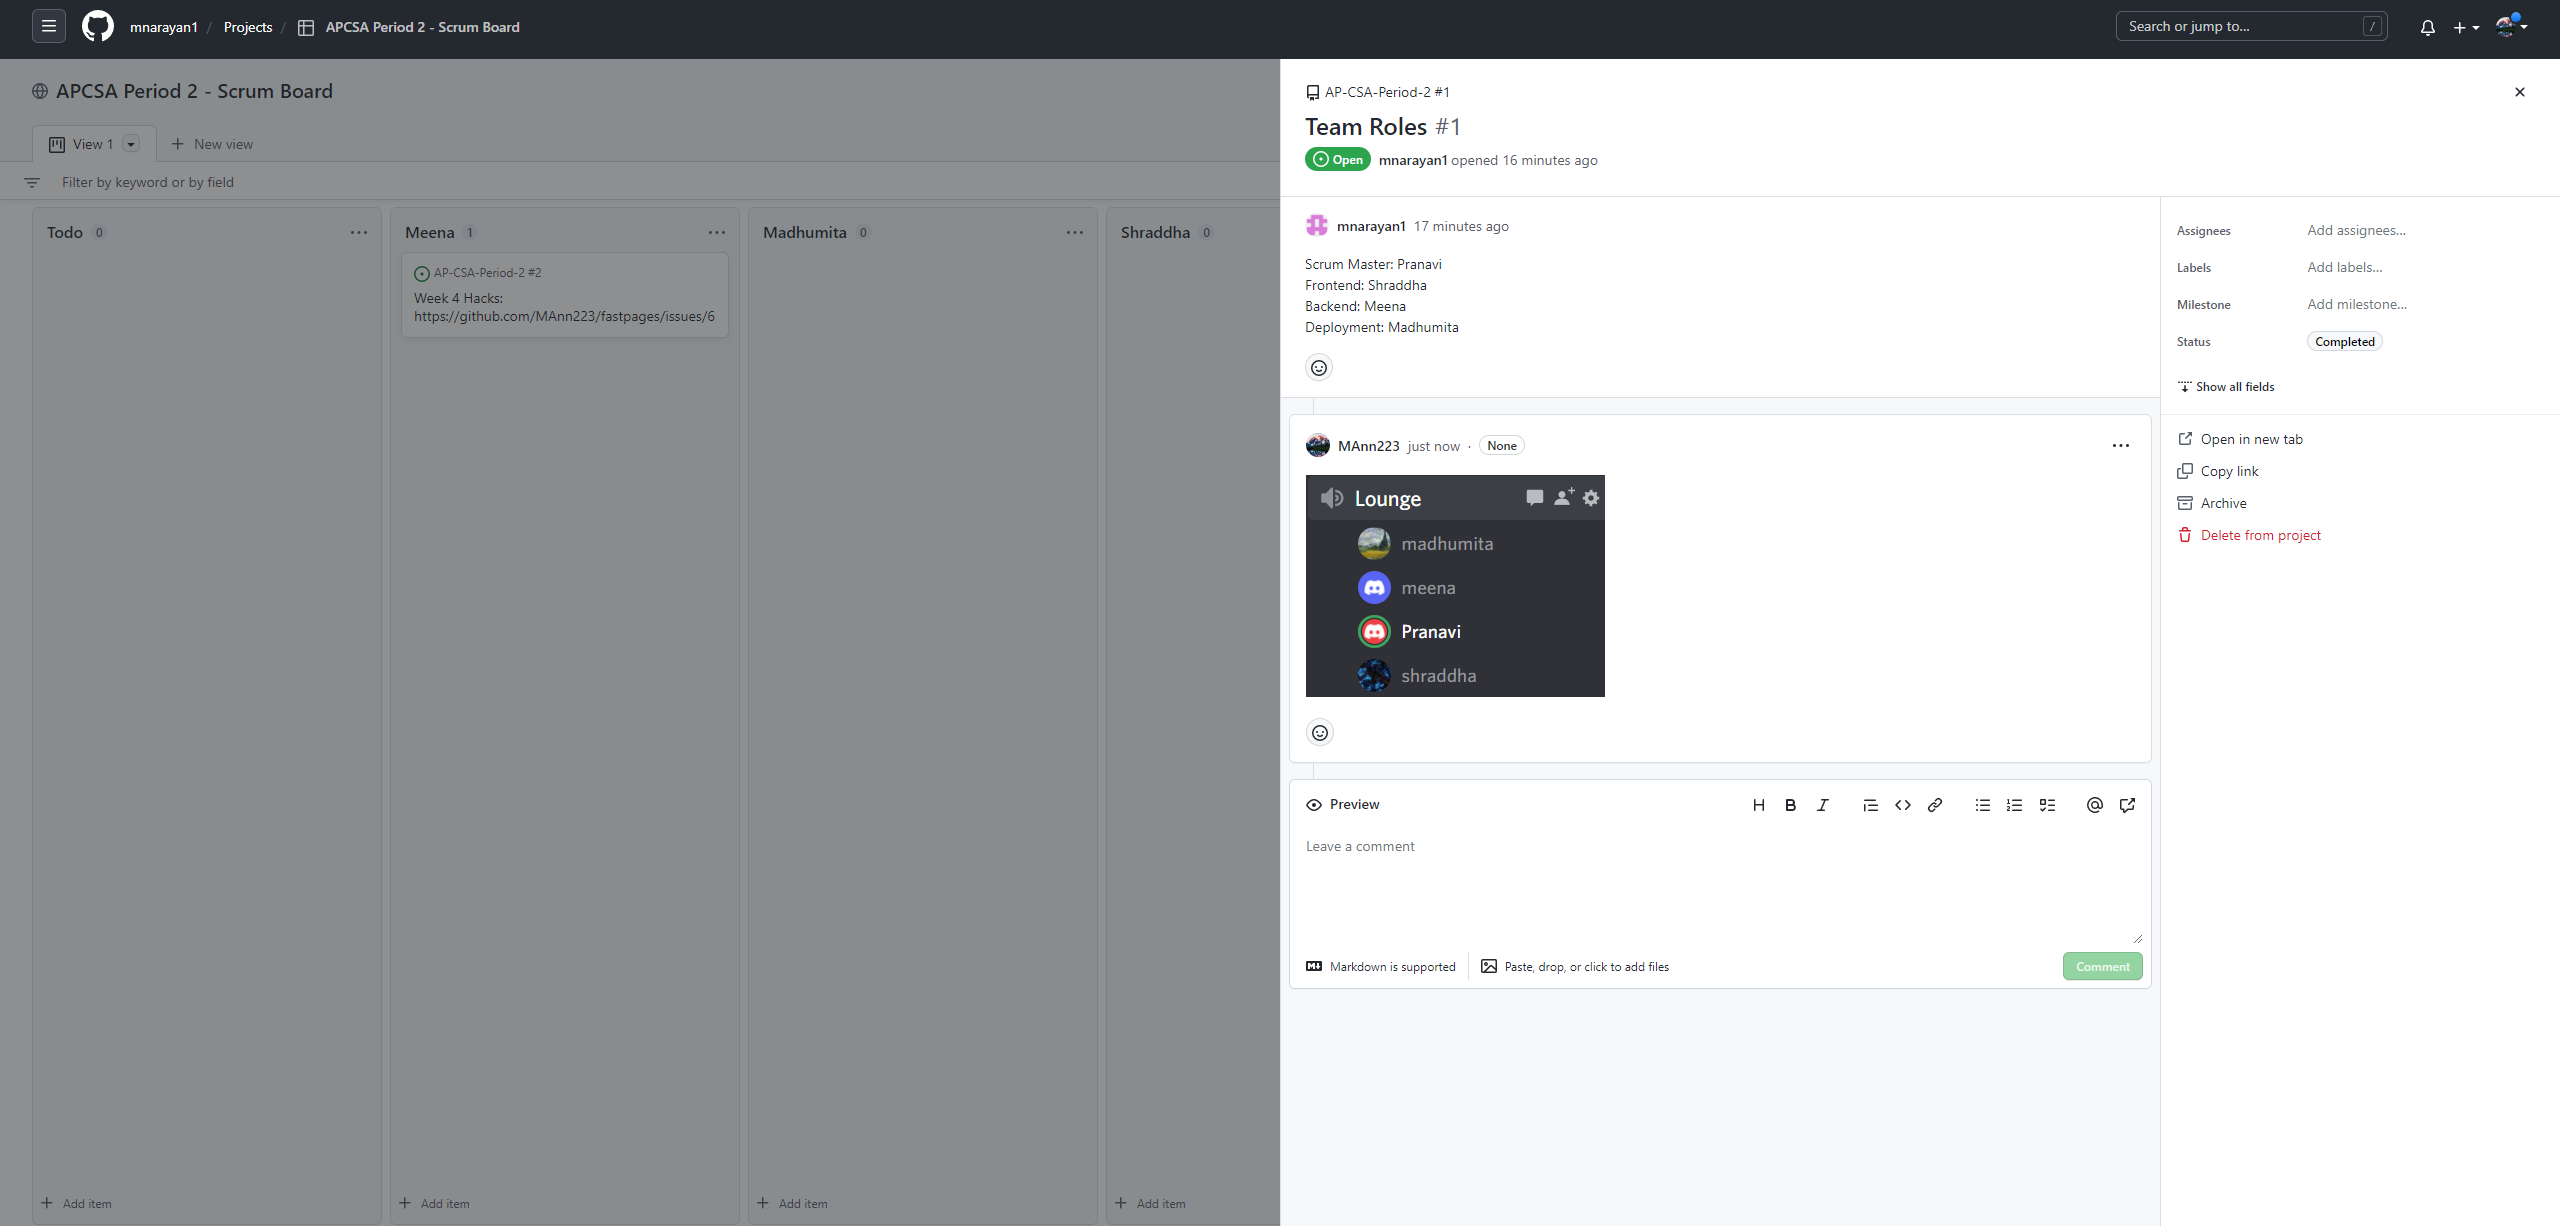 mnarayan1 / Projects / APCSA Period 2 - Scrum Board
Search or jump to... /
APCSA Period 2 - Scrum Board
View 1
New view
Filter by keyword or by field
Todo 0
Meena 1
AP-CSA-Period-2 #2
Week 4 Hacks:
https://github.com/MAnn223/fastpages/issues/6
Madhumita 0
Shraddha 0
Add item
Add item
Add item
Add item
AP-CSA-Period-2 #1
Team Roles #1
Open mnarayan1 opened 16 minutes ago
mnarayan1 17 minutes ago
Scrum Master: Pranavi
Frontend: Shraddha
Backend: Meena
Deployment: Madhumita
MAnn223 just now · None
Lounge
madhumita
meena
Pranavi
shraddha
Preview
H B I
Leave a comment
Markdown is supported
Paste, drop, or click to add files
Comment
Assignees Add assignees...
Labels Add labels...
Milestone Add milestone...
Status Completed
Show all fields
Open in new tab
Copy link
Archive
Delete from project